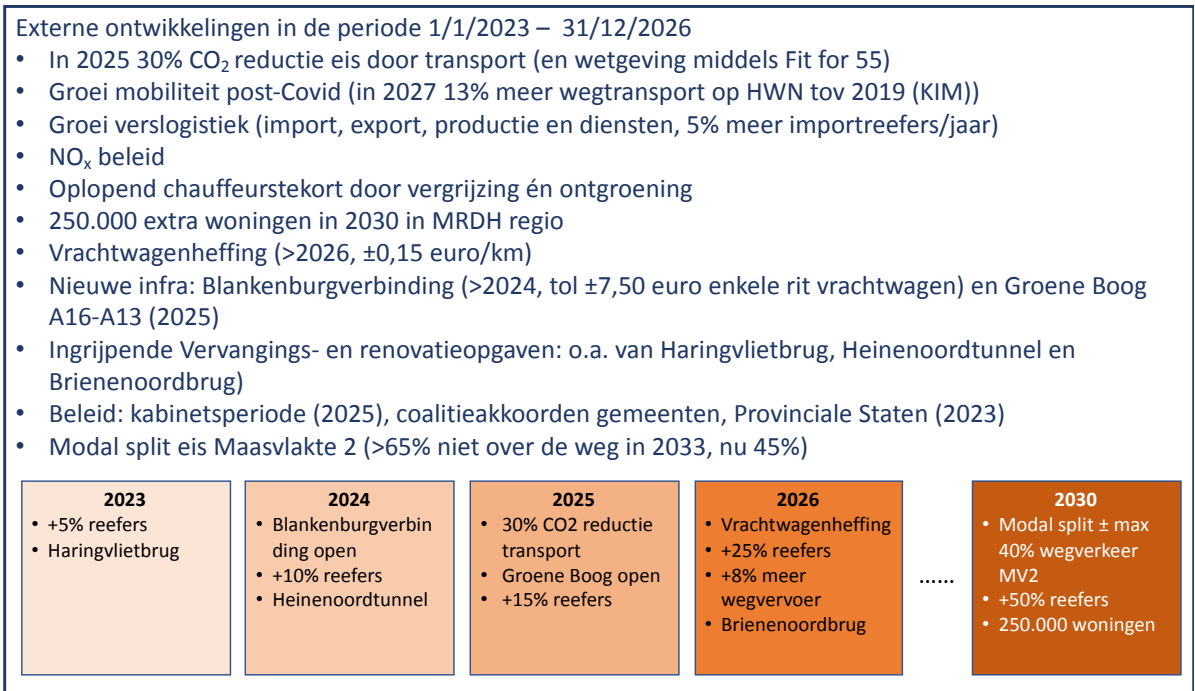 Externe ontwikkelingen in de periode 1/1/2023 – 31/12/2026
• In 2025 30% CO₂ reductie eis door transport (en wetgeving middels Fit for 55)
• Groei mobiliteit post-Covid (in 2027 13% meer wegtransport op HWN tov 2019 (KIM))
• Groei verslogistiek (import, export, productie en diensten, 5% meer importreefers/jaar)
• NOₓ beleid
• Oplopend chauffeurstekort door vergrijzing én ontgroening
• 250.000 extra woningen in 2030 in MRDH regio
• Vrachtwagenheffing (>2026, ±0,15 euro/km)
• Nieuwe infra: Blankenburgverbinding (>2024, tol ±7,50 euro enkele rit vrachtwagen) en Groene Boog
A16-A13 (2025)
• Ingrijpende Vervangings- en renovatieopgaven: o.a. van Haringvlietbrug, Heinenoordtunnel en
Brienenoordbrug)
• Beleid: kabinetsperiode (2025), coalitieakkoorden gemeenten, Provinciale Staten (2023)
• Modal split eis Maasvlakte 2 (>65% niet over de weg in 2033, nu 45%)
2023
• +5% reefers
• Haringvlietbrug
2024
• Blankenburgverbin
ding open
• +10% reefers
• Heinenoordtunnel
2025
• 30% CO2 reductie
transport
• Groene Boog open
• +15% reefers
2026
• Vrachtwagenheffing
• +25% reefers
• +8% meer
wegvervoer
• Brienenoordbrug
......
2030
• Modal split ± max
40% wegverkeer
MV2
• +50% reefers
• 250.000 woningen